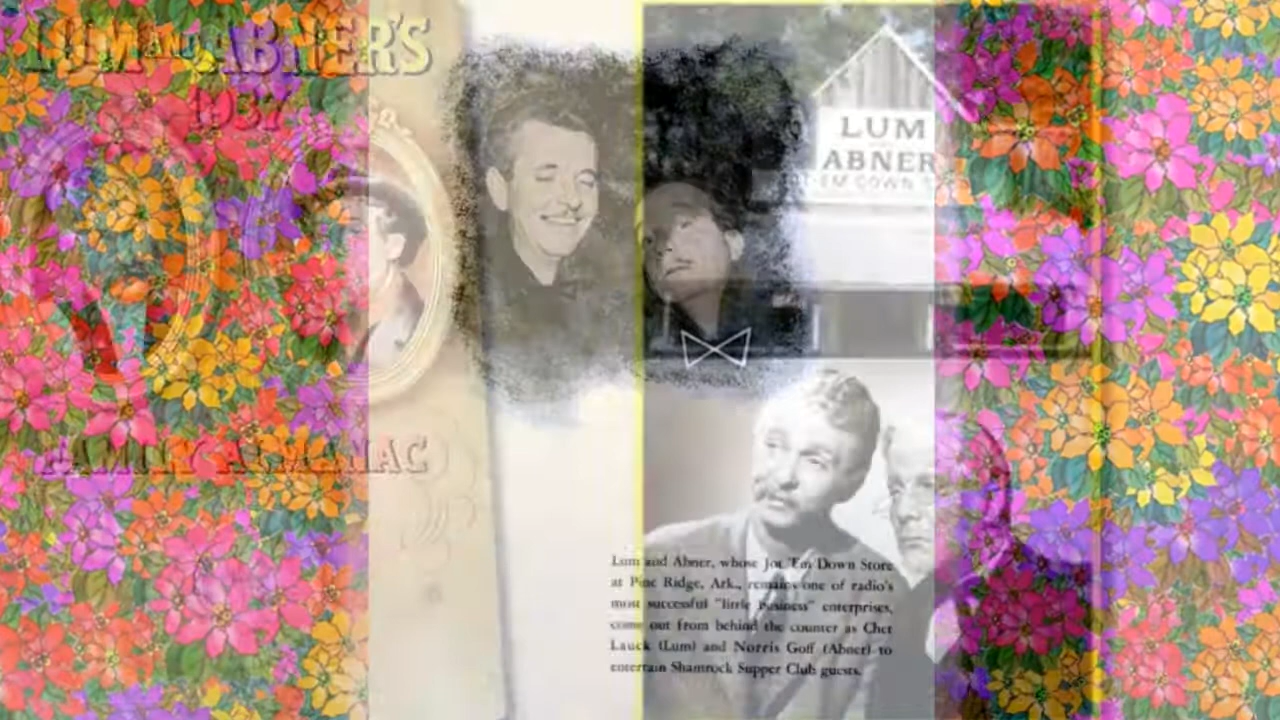 LUM AND ABNER'S
1937
FAMILY ALMANAC
LUM
ABNER
Lum and Abner, whose Jot 'Em Down Store
at Pine Ridge, Ark., remains one of radio's
most successful "little business" enterprises,
come out from behind the counter as Chet
Lauck (Lum) and Norris Goff (Abner) to
entertain Shamrock Supper Club guests.